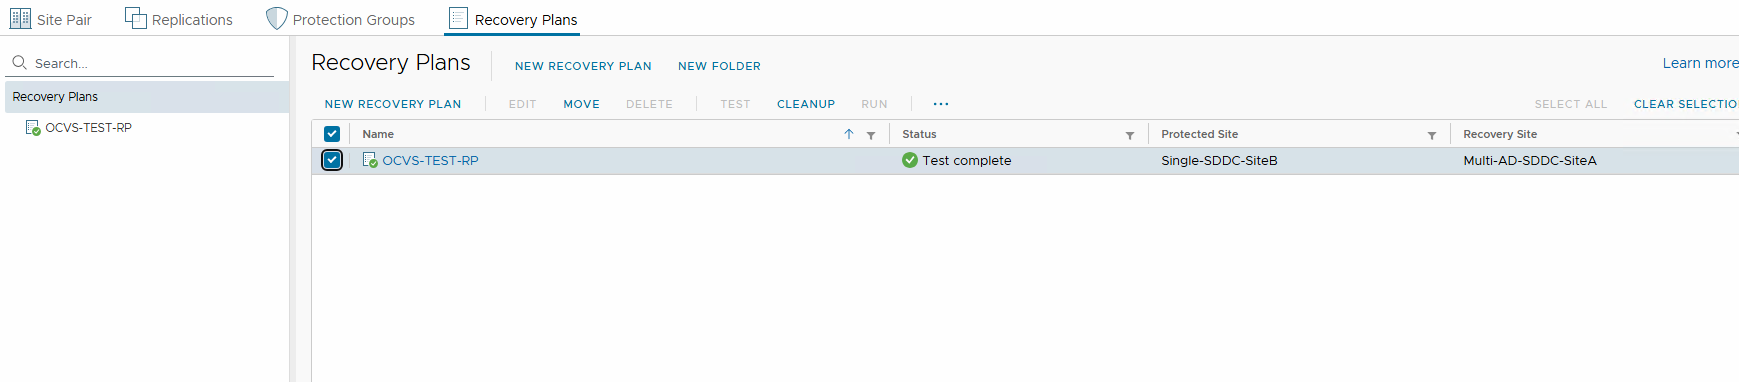 Site Pair Replications Protection Groups Recovery Plans
Search...
Recovery Plans
OCVS-TEST-RP
Recovery Plans NEW RECOVERY PLAN NEW FOLDER Learn more
NEW RECOVERY PLAN EDIT MOVE DELETE TEST CLEANUP RUN ... SELECT ALL CLEAR SELECTIO
Name Status Protected Site Recovery Site
OCVS-TEST-RP Test complete Single-SDDC-SiteB Multi-AD-SDDC-SiteA